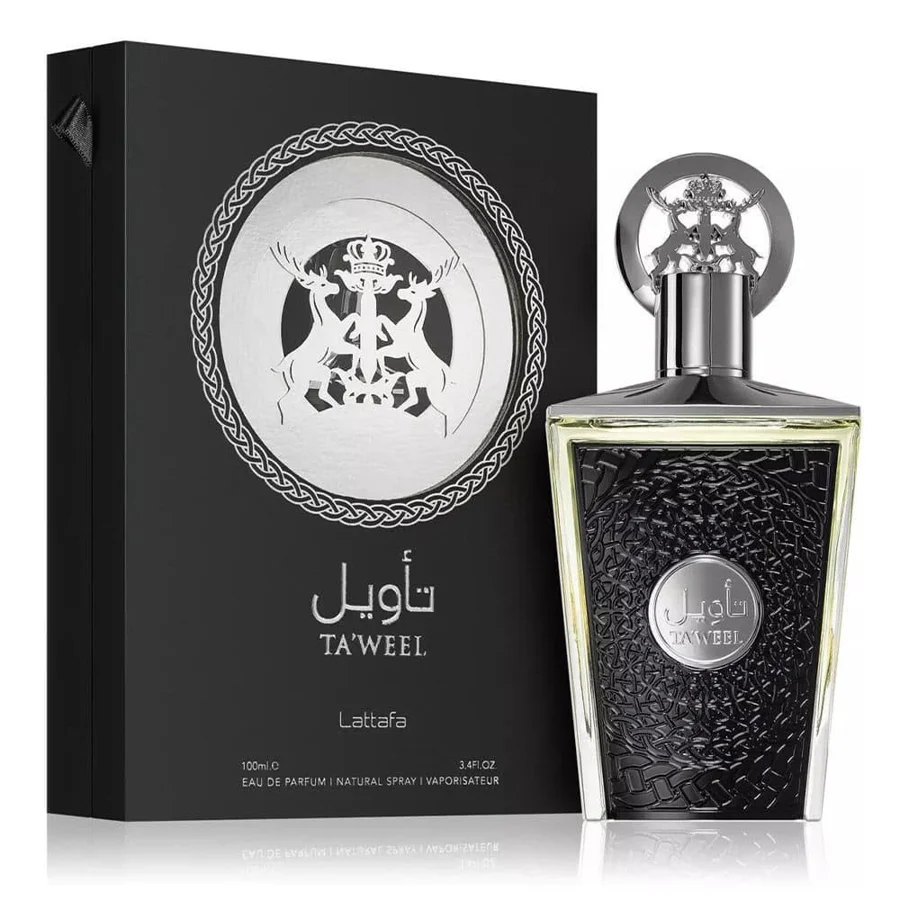 تأويل
TA'WEEL
Lattafa
100ml.℮ 3.4Fl.OZ.
EAU DE PARFUM I NATURAL SPRAY I VAPORISATEUR
تأويل
TA'WEEL